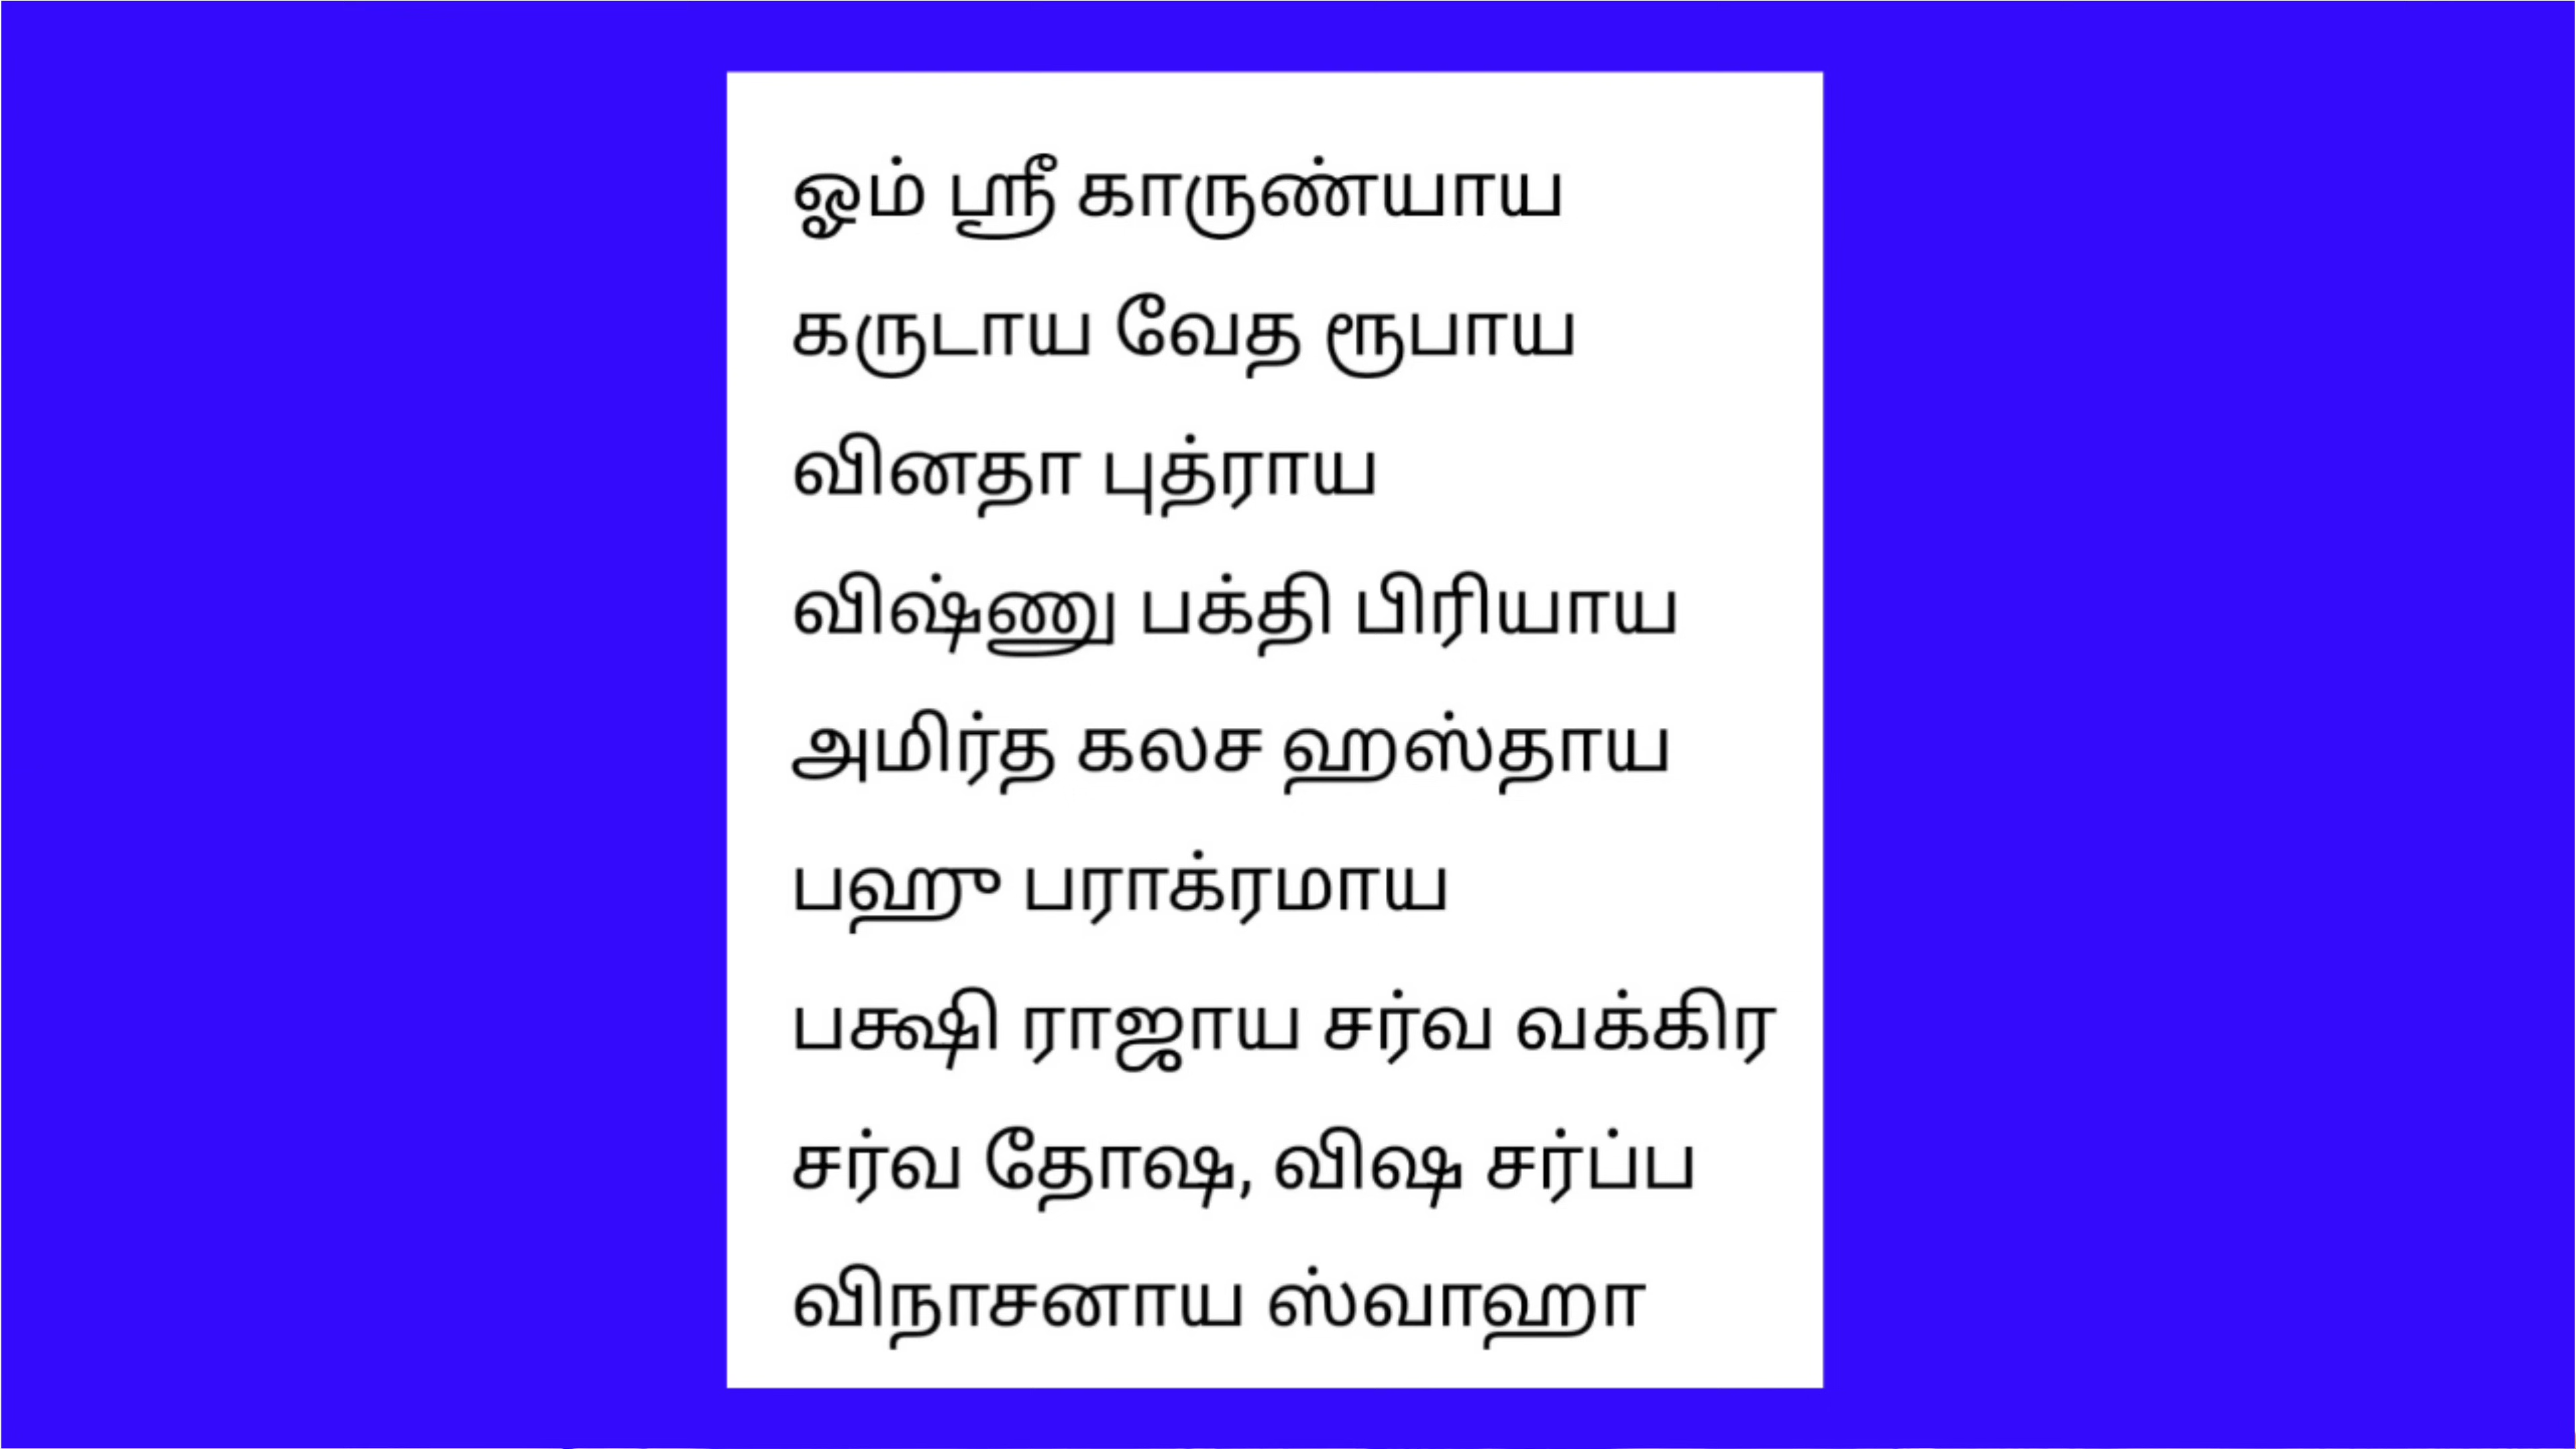 ஓம் ஸ்ரீ காருண்யாய
கருடாய வேத ரூபாய
வினதா புத்ராய
விஷ்ணு பக்தி பிரியாய
அமிர்த கலச ஹஸ்தாய
பஹு பராக்ரமாய
பக்ஷி ராஜாய சர்வ வக்கிர
சர்வ தோஷ, விஷ சர்ப்ப
விநாசனாய ஸ்வாஹா